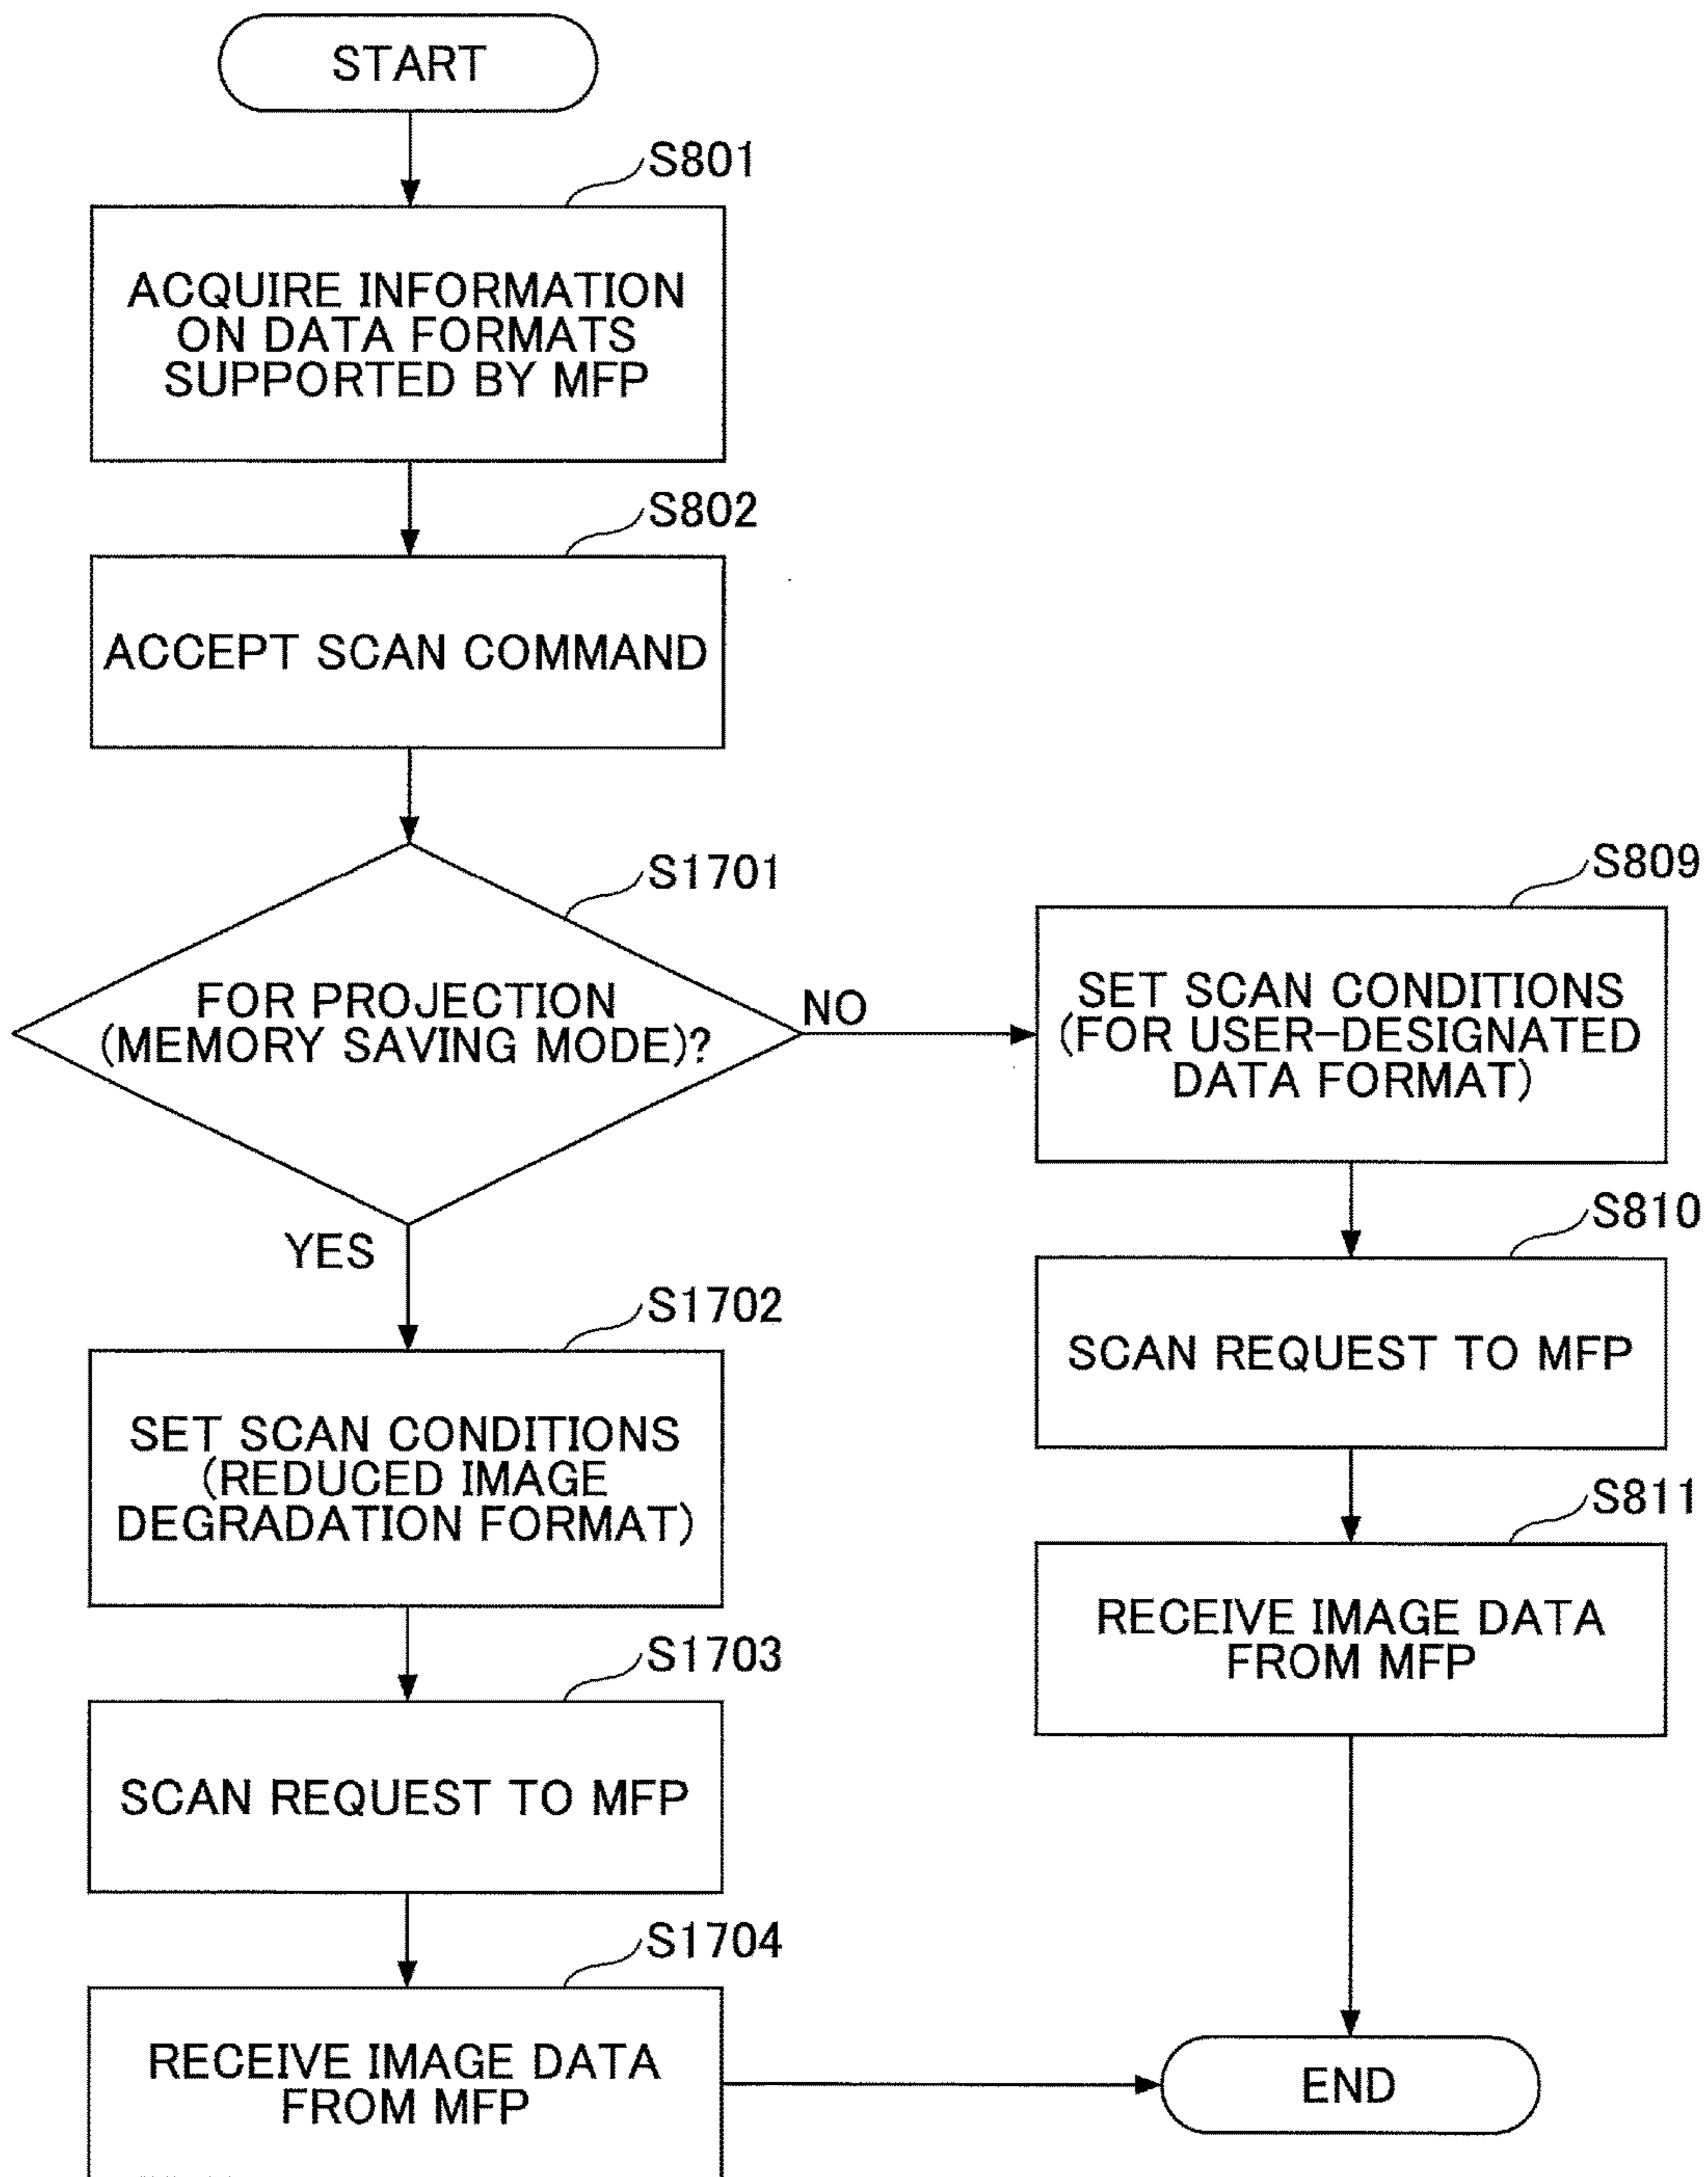 START
S801
ACQUIRE INFORMATION
ON DATA FORMATS
SUPPORTED BY MFP
S802
ACCEPT SCAN COMMAND
S1701
FOR PROJECTION
(MEMORY SAVING MODE)?
NO
YES
S809
SET SCAN CONDITIONS
(FOR USER-DESIGNATED
DATA FORMAT)
S810
SCAN REQUEST TO MFP
S811
RECEIVE IMAGE DATA
FROM MFP
S1702
SET SCAN CONDITIONS
(REDUCED IMAGE
DEGRADATION FORMAT)
S1703
SCAN REQUEST TO MFP
S1704
RECEIVE IMAGE DATA
FROM MFP
END